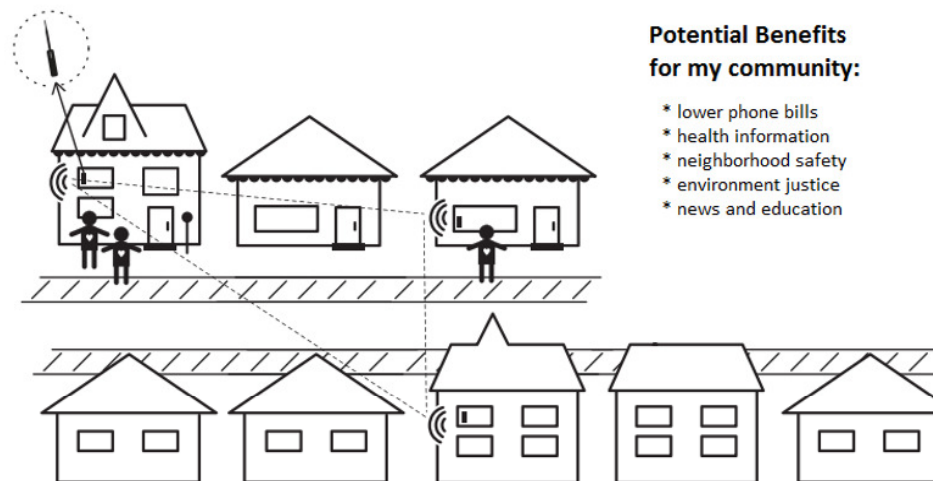 Potential Benefits
for my community:
* lower phone bills
* health information
* neighborhood safety
* environment justice
* news and education